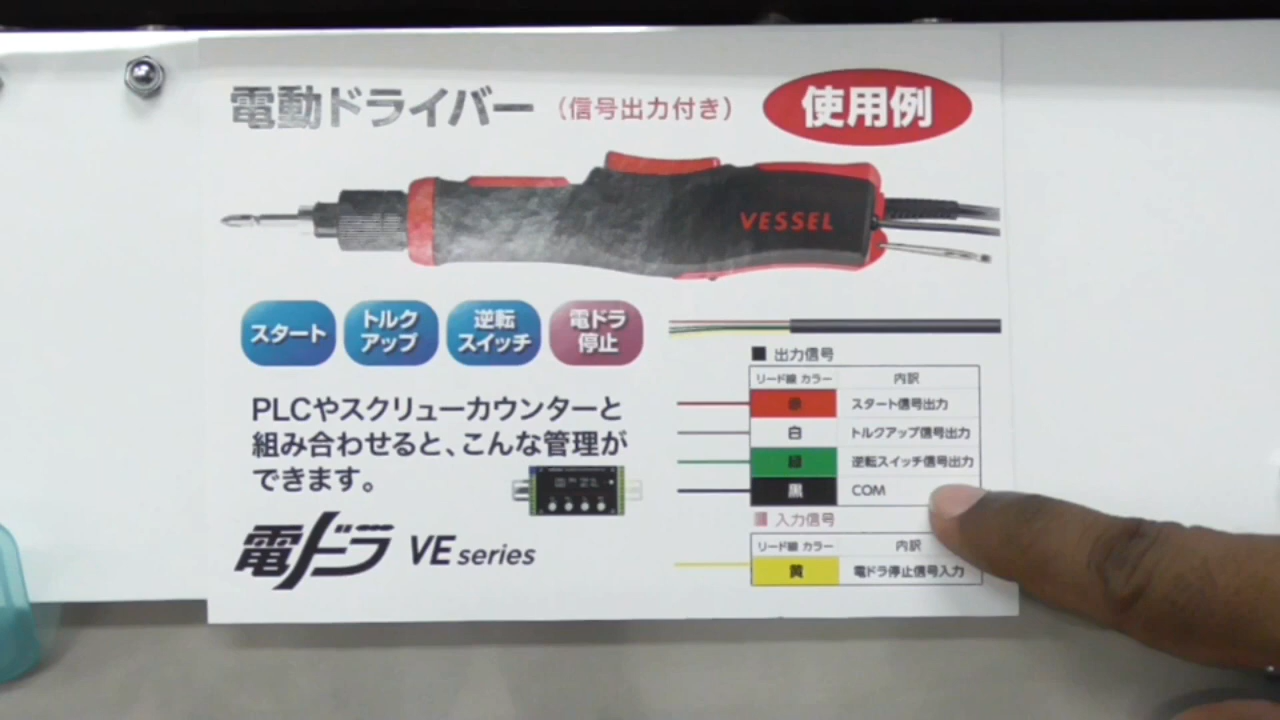 電動ドライバー（信号出力付き） 使用例
VESSEL
スタート
トルク
アップ
逆転
スイッチ
電ドラ
停止
PLCやスクリューカウンターと
組み合わせると、こんな管理が
できます。
電ドラ VE series
■ 出力信号
リード線 カラー 内訳
赤 スタート信号出力
白 トルクアップ信号出力
緑 逆転スイッチ信号出力
黒 COM
■ 入力信号
リード線 カラー 内訳
黄 電ドラ停止信号入力